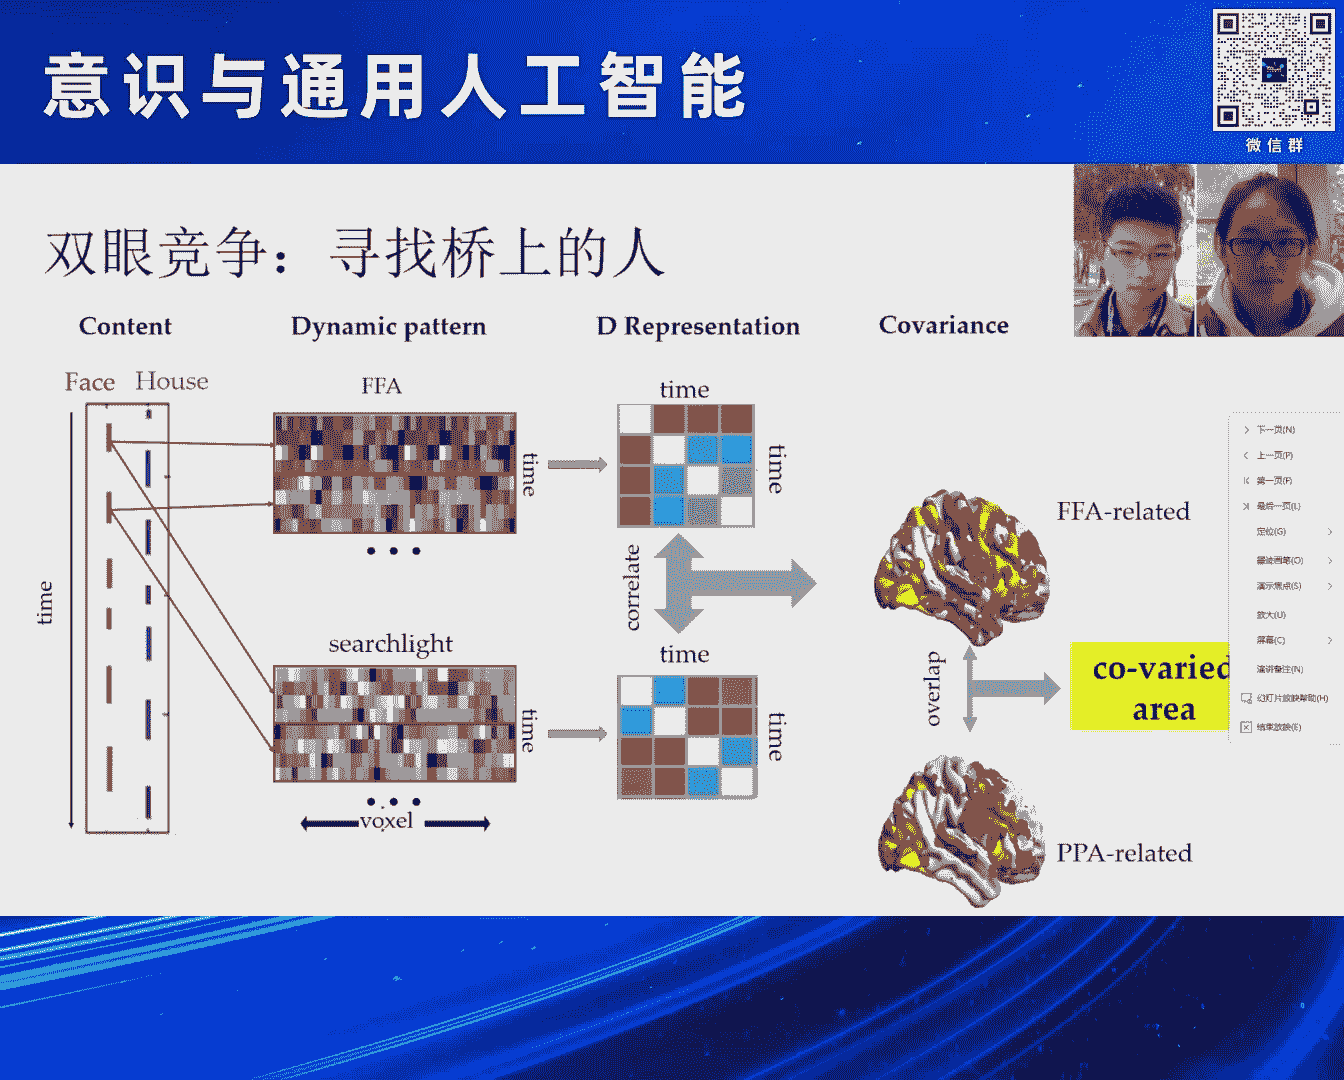 意识与通用人工智能
微信群
双眼竞争：寻找桥上的人
Content
Dynamic pattern
D Representation
Covariance
Face
House
time
FFA
time
searchlight
time
voxel
time
time
correlate
time
time
FFA-related
overlap
co-varied
area
PPA-related
下一页(N)
上一页(P)
第一页(F)
最后一页(L)
定位(G)
墨迹画笔(O)
演示焦点(S)
放大(U)
屏幕(C)
演讲备注(N)
幻灯片放映帮助(H)
结束放映(E)